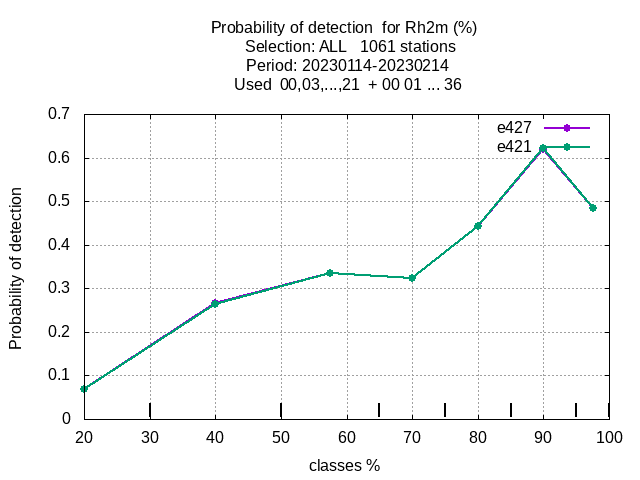 Probability of detection  for Rh2m (%)
Selection: ALL   1061 stations
Period: 20230114-20230214
Used  00,03,...,21  + 00 01 ... 36
e427
e421
Probability of detection
0.7
0.6
0.5
0.4
0.3
0.2
0.1
0
20 30 40 50 60 70 80 90 100
classes %